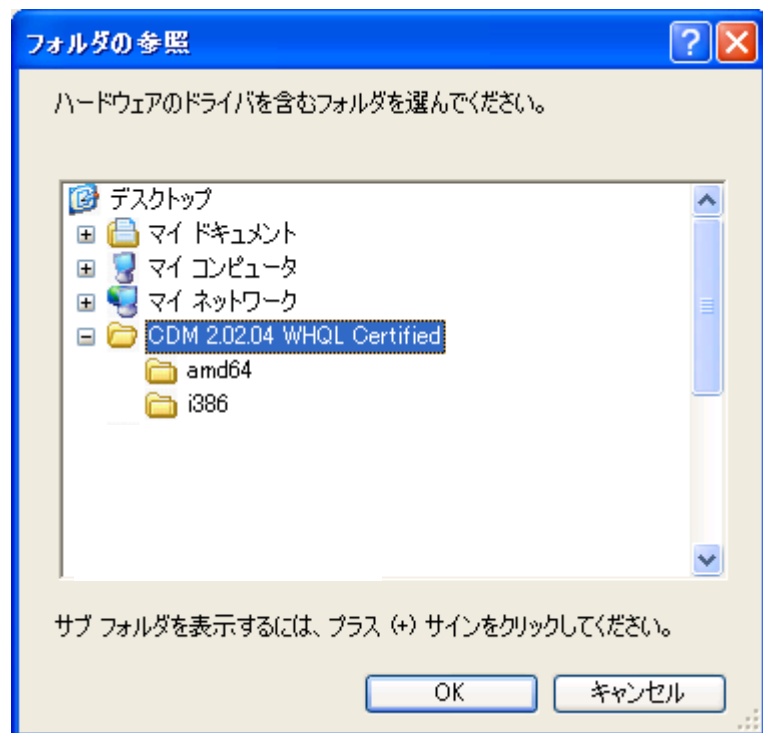 フォルダの参照
ハードウェアのドライバを含むフォルダを選んでください。
デスクトップ
マイ ドキュメント
マイ コンピュータ
マイ ネットワーク
CDM 2.02.04 WHQL Certified
amd64
i386
サブ フォルダを表示するには、プラス (+) サインをクリックしてください。
OK キャンセル